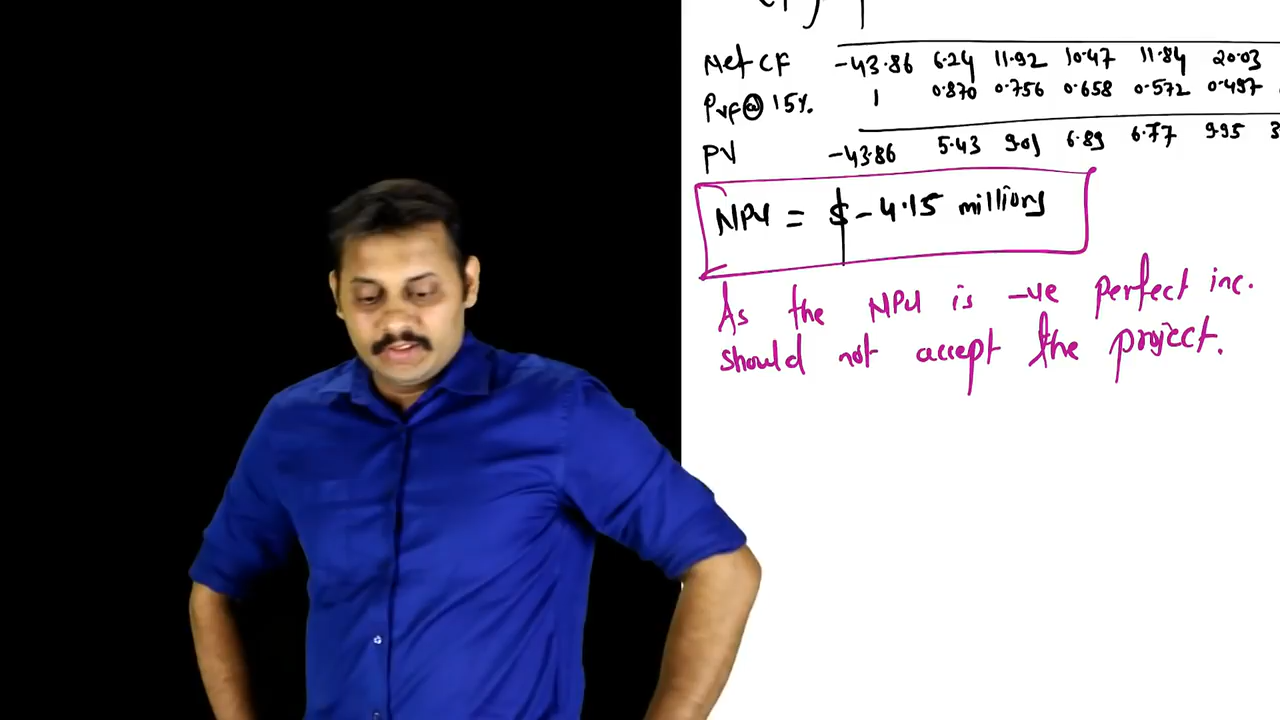 Net CF -43.86 6.24 11.92 10.47 11.84 20.03
Pvf@15% 1 0.870 0.756 0.658 0.572 0.497
PV -43.86 5.43 9.01 6.89 6.77 9.95 3
NPV = $ -4.15 millions
As the NPV is -ve perfect inc.
should not accept the project.